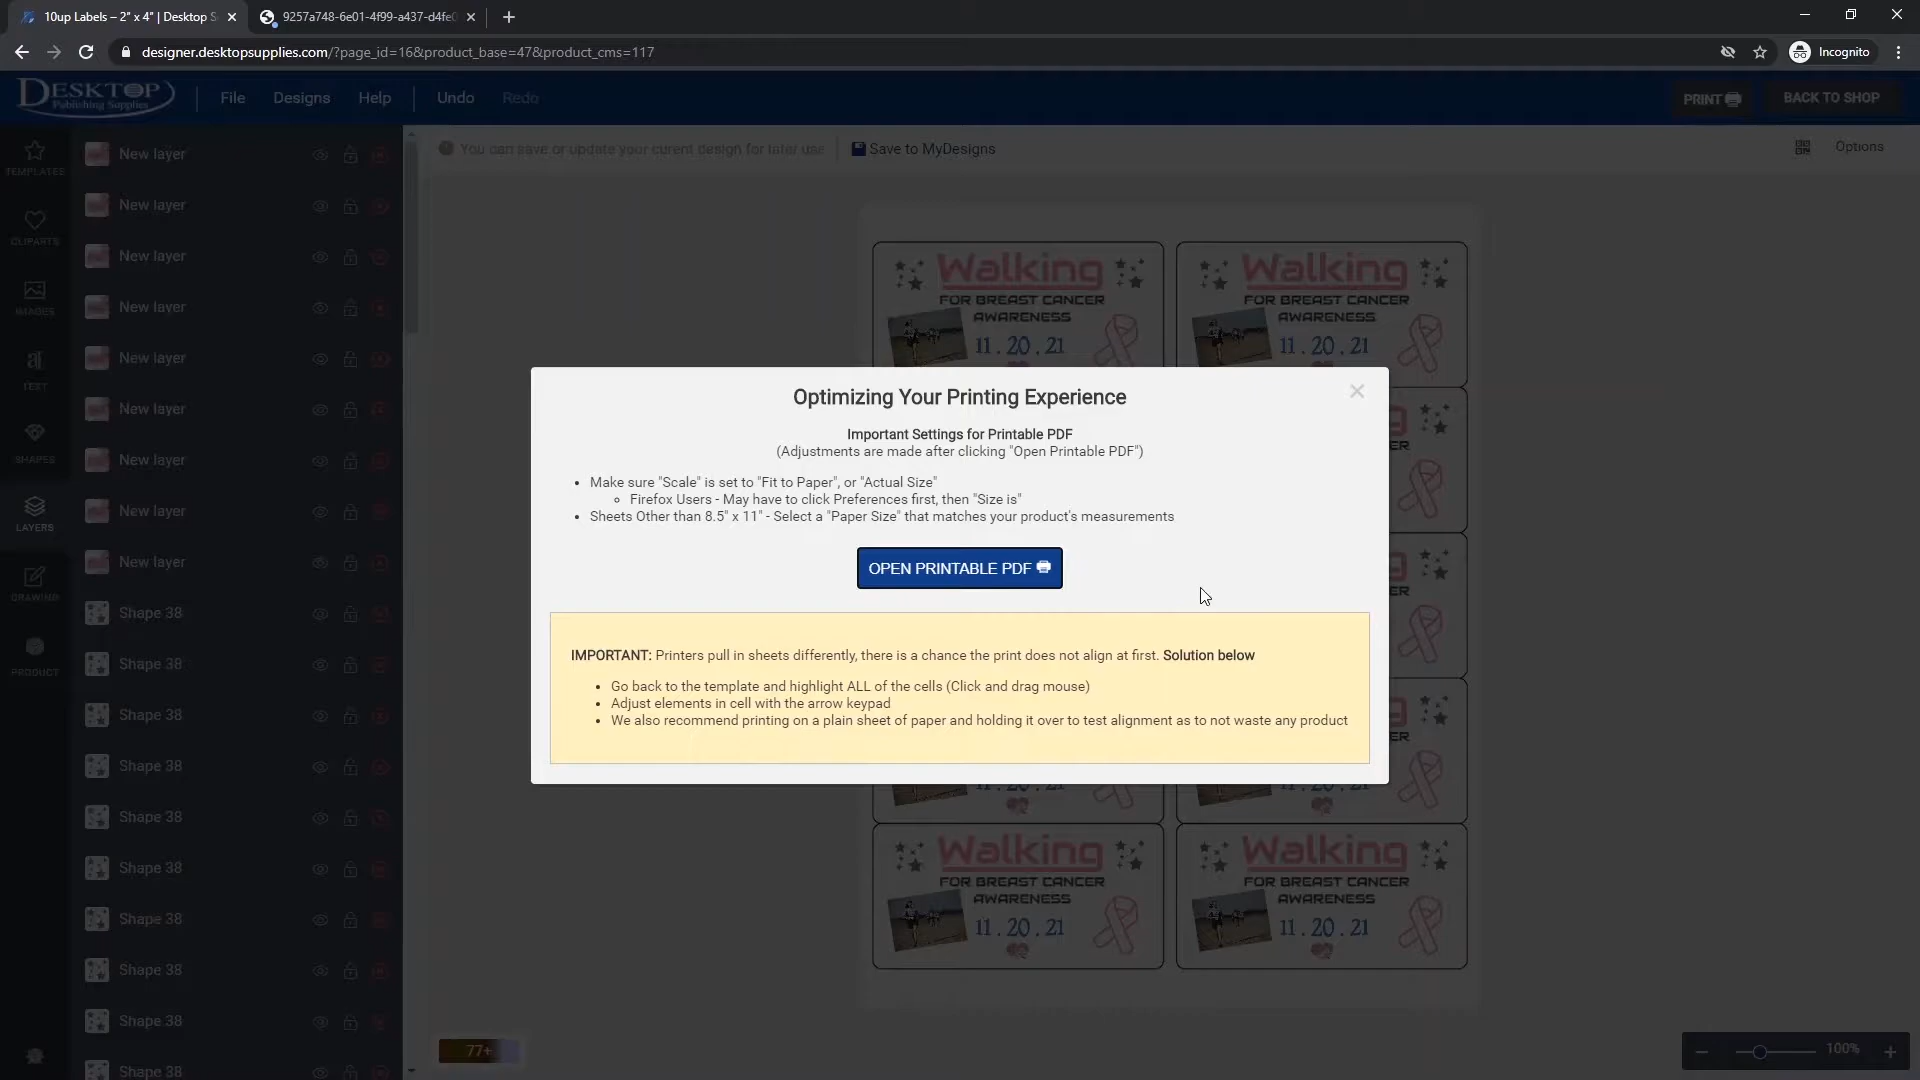 10up Labels – 2" x 4" | Desktop S
9257a748-6e01-4f99-a437-d4fe0
designer.desktopsupplies.com/?page_id=16&product_base=47&product_cms=117
Incognito
DESKTOP
Publishing Supplies
File
Designs
Help
Undo
Redo
PRINT
BACK TO SHOP
TEMPLATES
CLIPARTS
IMAGES
TEXT
SHAPES
LAYERS
DRAWING
PRODUCT
New layer
New layer
New layer
New layer
New layer
New layer
New layer
New layer
New layer
Shape 38
Shape 38
Shape 38
Shape 38
Shape 38
Shape 38
Shape 38
Shape 38
Shape 38
Shape 38
You can save or update your curent design for later use
Save to MyDesigns
Options
Walking
FOR BREAST CANCER
AWARENESS
11.20.21
Walking
FOR BREAST CANCER
AWARENESS
11.20.21
Optimizing Your Printing Experience
Important Settings for Printable PDF
(Adjustments are made after clicking "Open Printable PDF")
• Make sure "Scale" is set to "Fit to Paper", or "Actual Size"
◦ Firefox Users - May have to click Preferences first, then "Size is"
• Sheets Other than 8.5" x 11" - Select a "Paper Size" that matches your product's measurements
OPEN PRINTABLE PDF
IMPORTANT: Printers pull in sheets differently, there is a chance the print does not align at first. Solution below
• Go back to the template and highlight ALL of the cells (Click and drag mouse)
• Adjust elements in cell with the arrow keypad
• We also recommend printing on a plain sheet of paper and holding it over to test alignment as to not waste any product
Walking
FOR BREAST CANCER
AWARENESS
11.20.21
Walking
FOR BREAST CANCER
AWARENESS
11.20.21
77+
100%